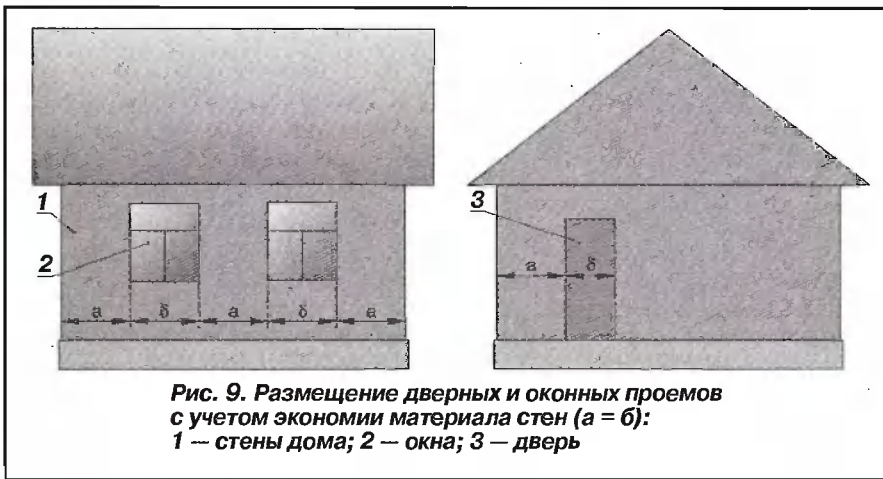 1
2
3
а б а б а
а б
Рис. 9. Размещение дверных и оконных проемов
с учетом экономии материала стен (а = б):
1 — стены дома; 2 — окна; 3 — дверь